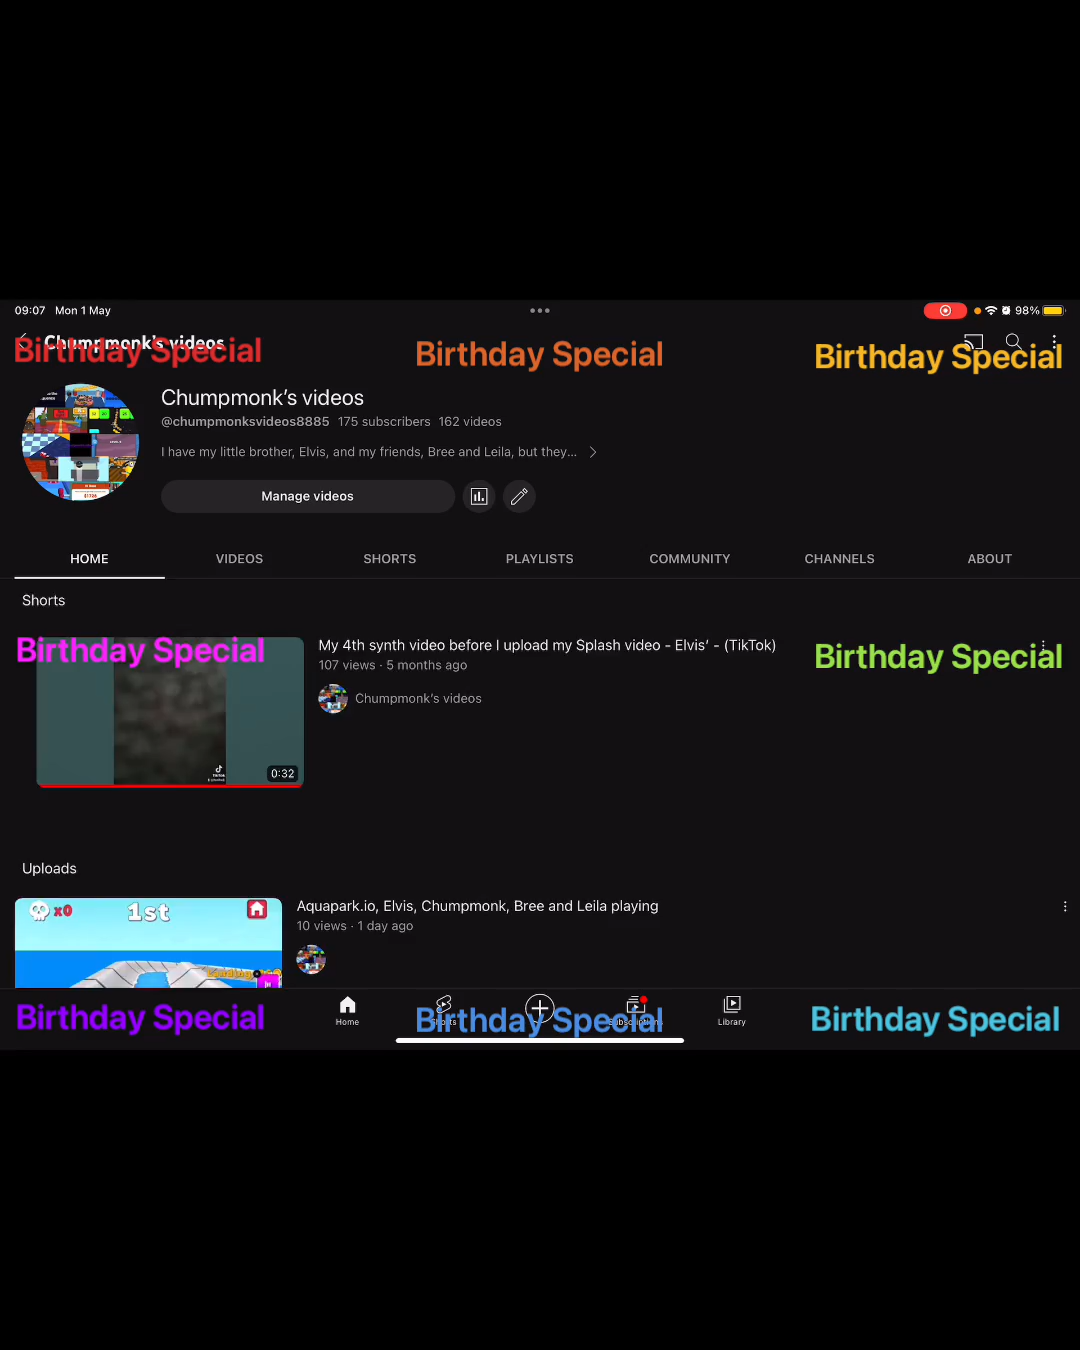 09:07 Mon 1 May
98%
Chumpmonk's videos
Birthday Special
Birthday Special
Birthday Special
Chumpmonk's videos
@chumpmonksvideos8885 175 subscribers 162 videos
I have my little brother, Elvis, and my friends, Bree and Leila, but they...
Manage videos
HOME VIDEOS SHORTS PLAYLISTS COMMUNITY CHANNELS ABOUT
Shorts
Birthday Special
My 4th synth video before I upload my Splash video - Elvis' - (TikTok)
Birthday Special
107 views · 5 months ago
Chumpmonk's videos
TikTok
0:32
Uploads
x0 1st
Aquapark.io, Elvis, Chumpmonk, Bree and Leila playing
10 views · 1 day ago
Birthday Special
Birthday Special
Birthday Special
Home Shorts Subscriptions Library